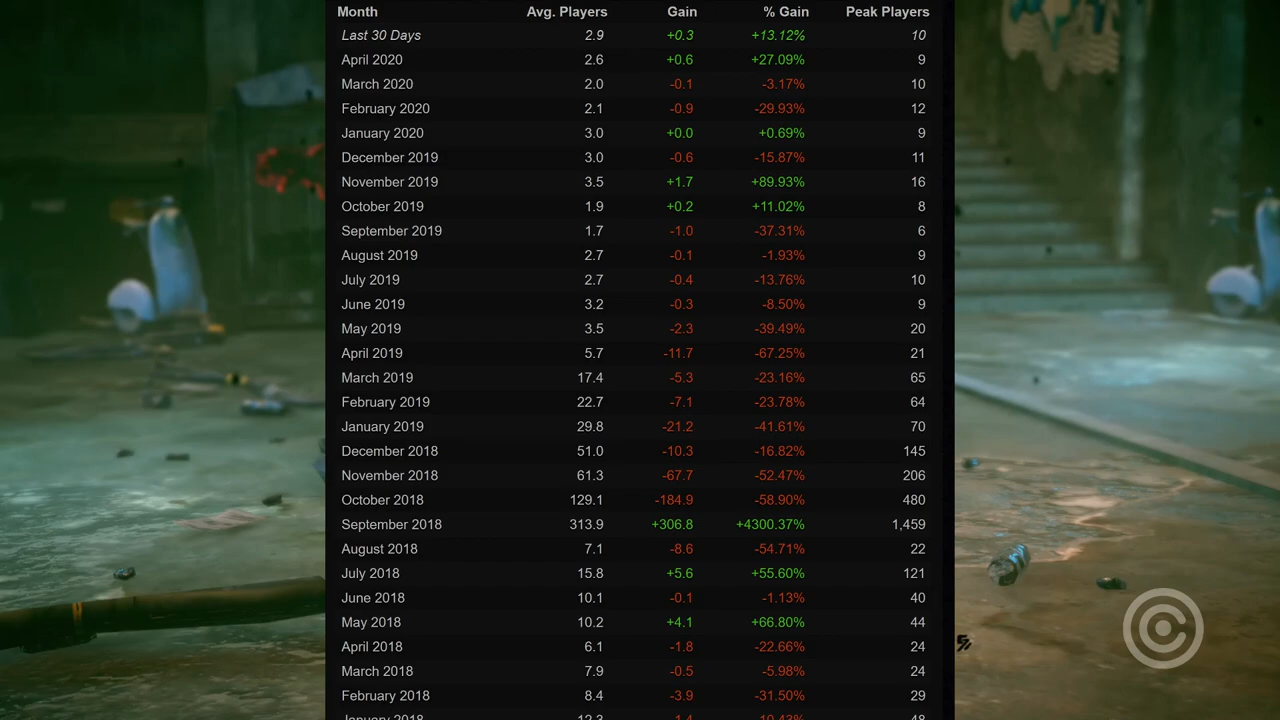 Month Avg. Players Gain % Gain Peak Players
Last 30 Days 2.9 +0.3 +13.12% 10
April 2020 2.6 +0.6 +27.09% 9
March 2020 2.0 -0.1 -3.17% 10
February 2020 2.1 -0.9 -29.93% 12
January 2020 3.0 +0.0 +0.69% 9
December 2019 3.0 -0.6 -15.87% 11
November 2019 3.5 +1.7 +89.93% 16
October 2019 1.9 +0.2 +11.02% 8
September 2019 1.7 -1.0 -37.31% 6
August 2019 2.7 -0.1 -1.93% 9
July 2019 2.7 -0.4 -13.76% 10
June 2019 3.2 -0.3 -8.50% 9
May 2019 3.5 -2.3 -39.49% 20
April 2019 5.7 -11.7 -67.25% 21
March 2019 17.4 -5.3 -23.16% 65
February 2019 22.7 -7.1 -23.78% 64
January 2019 29.8 -21.2 -41.61% 70
December 2018 51.0 -10.3 -16.82% 145
November 2018 61.3 -67.7 -52.47% 206
October 2018 129.1 -184.9 -58.90% 480
September 2018 313.9 +306.8 +4300.37% 1,459
August 2018 7.1 -8.6 -54.71% 22
July 2018 15.8 +5.6 +55.60% 121
June 2018 10.1 -0.1 -1.13% 40
May 2018 10.2 +4.1 +66.80% 44
April 2018 6.1 -1.8 -22.66% 24
March 2018 7.9 -0.5 -5.98% 24
February 2018 8.4 -3.9 -31.50% 29
January 2018 12.3